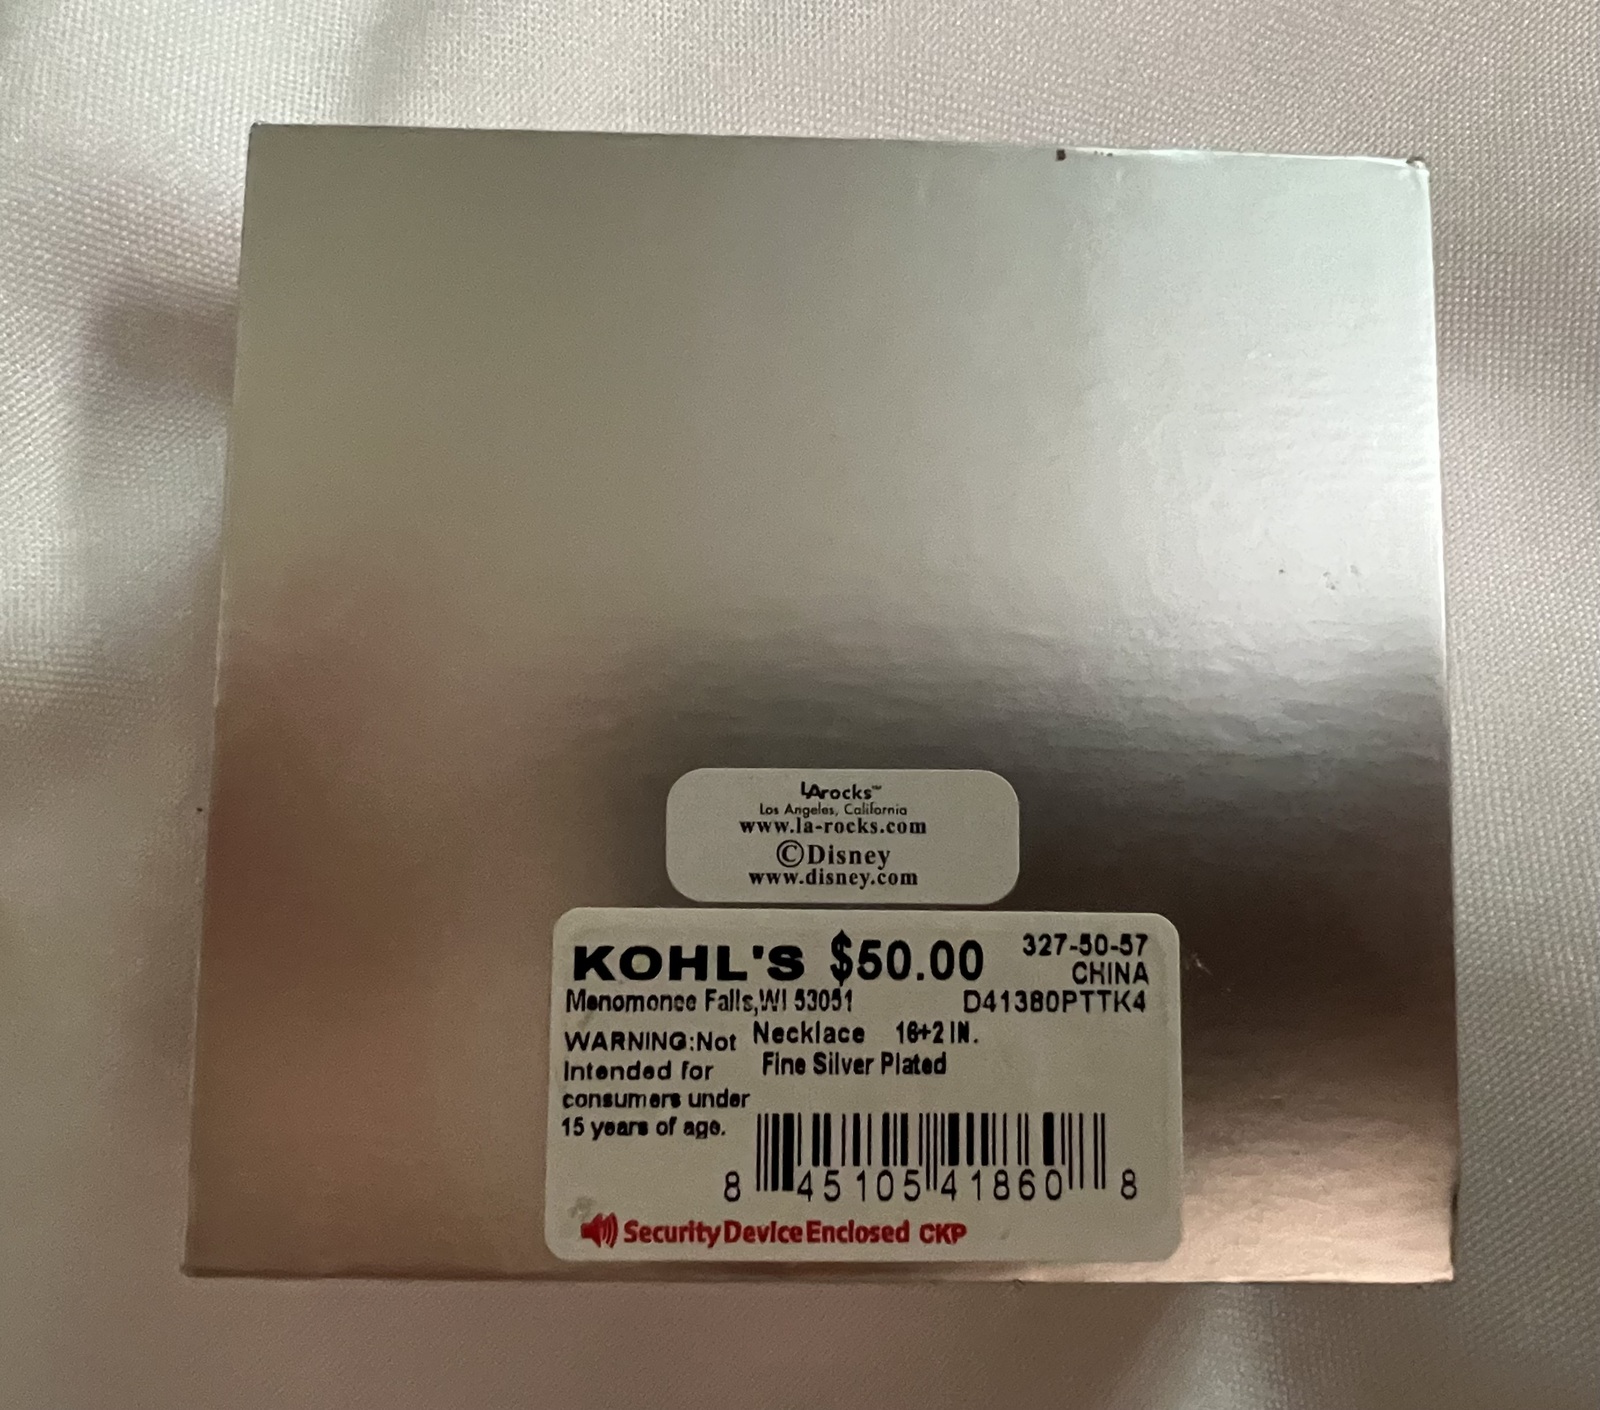 LArocks™
Los Angeles, California
www.la-rocks.com
©Disney
www.disney.com
KOHL'S $50.00 327-50-57
CHINA
Menomonee Falls,WI 53051 D41380PTTK4
WARNING:Not Necklace 16+2 IN.
Intended for Fine Silver Plated
consumers under
15 years of age.
8 45105 41860 8
Security Device Enclosed CKP